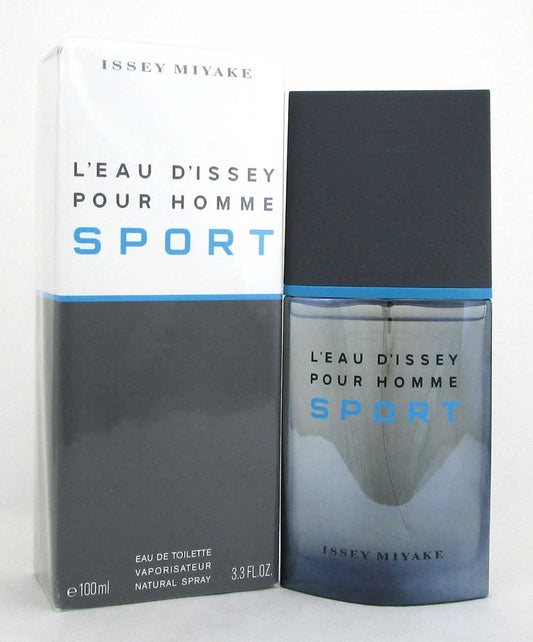 ISSEY MIYAKE
L'EAU D'ISSEY
POUR HOMME
SPORT
EAU DE TOILETTE
VAPORISATEUR
NATURAL SPRAY
e 100ml
3.3 FL.OZ.
L'EAU D'ISSEY
POUR HOMME
SPORT
ISSEY MIYAKE